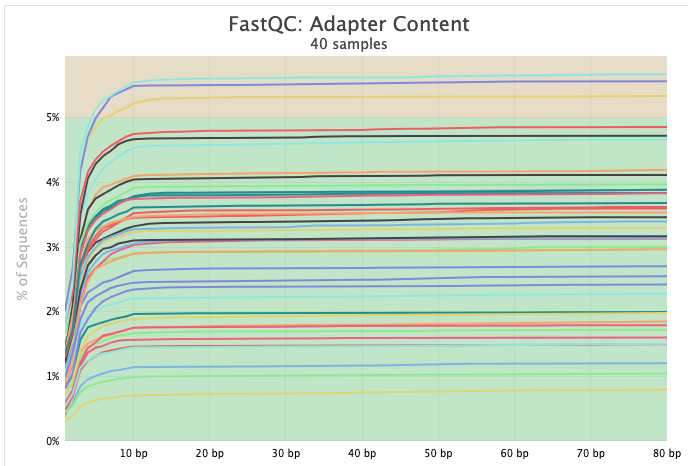 FastQC: Adapter Content
40 samples
% of Sequences
5%
4%
3%
2%
1%
0%
10 bp 20 bp 30 bp 40 bp 50 bp 60 bp 70 bp 80 bp